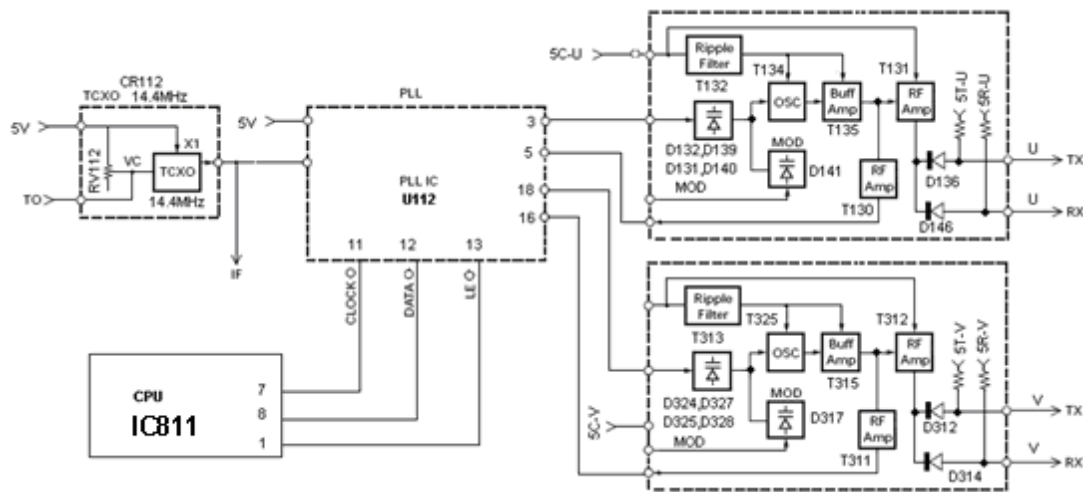 CR112
TCXO 14.4MHz
5V
X1
VC
RV112
TCXO
TO
14.4MHz
IF
PLL
5V
3
5
18
16
PLL IC
U112
11
12
13
CLOCK
DATA
LE
CPU
IC811
7
8
1
5C-U
Ripple
Filter
T132
T134
OSC
Buff
Amp
T135
T131
RF
Amp
5T-U
5R-U
D132,D139
D131,D140
MOD
D141
MOD
RF
Amp
T130
D136
D146
U
TX
U
RX
Ripple
Filter
T313
T325
OSC
Buff
Amp
T315
T312
RF
Amp
5T-V
5R-V
D324,D327
D325,D328
MOD
D317
5C-V
MOD
RF
Amp
T311
D312
D314
V
TX
V
RX